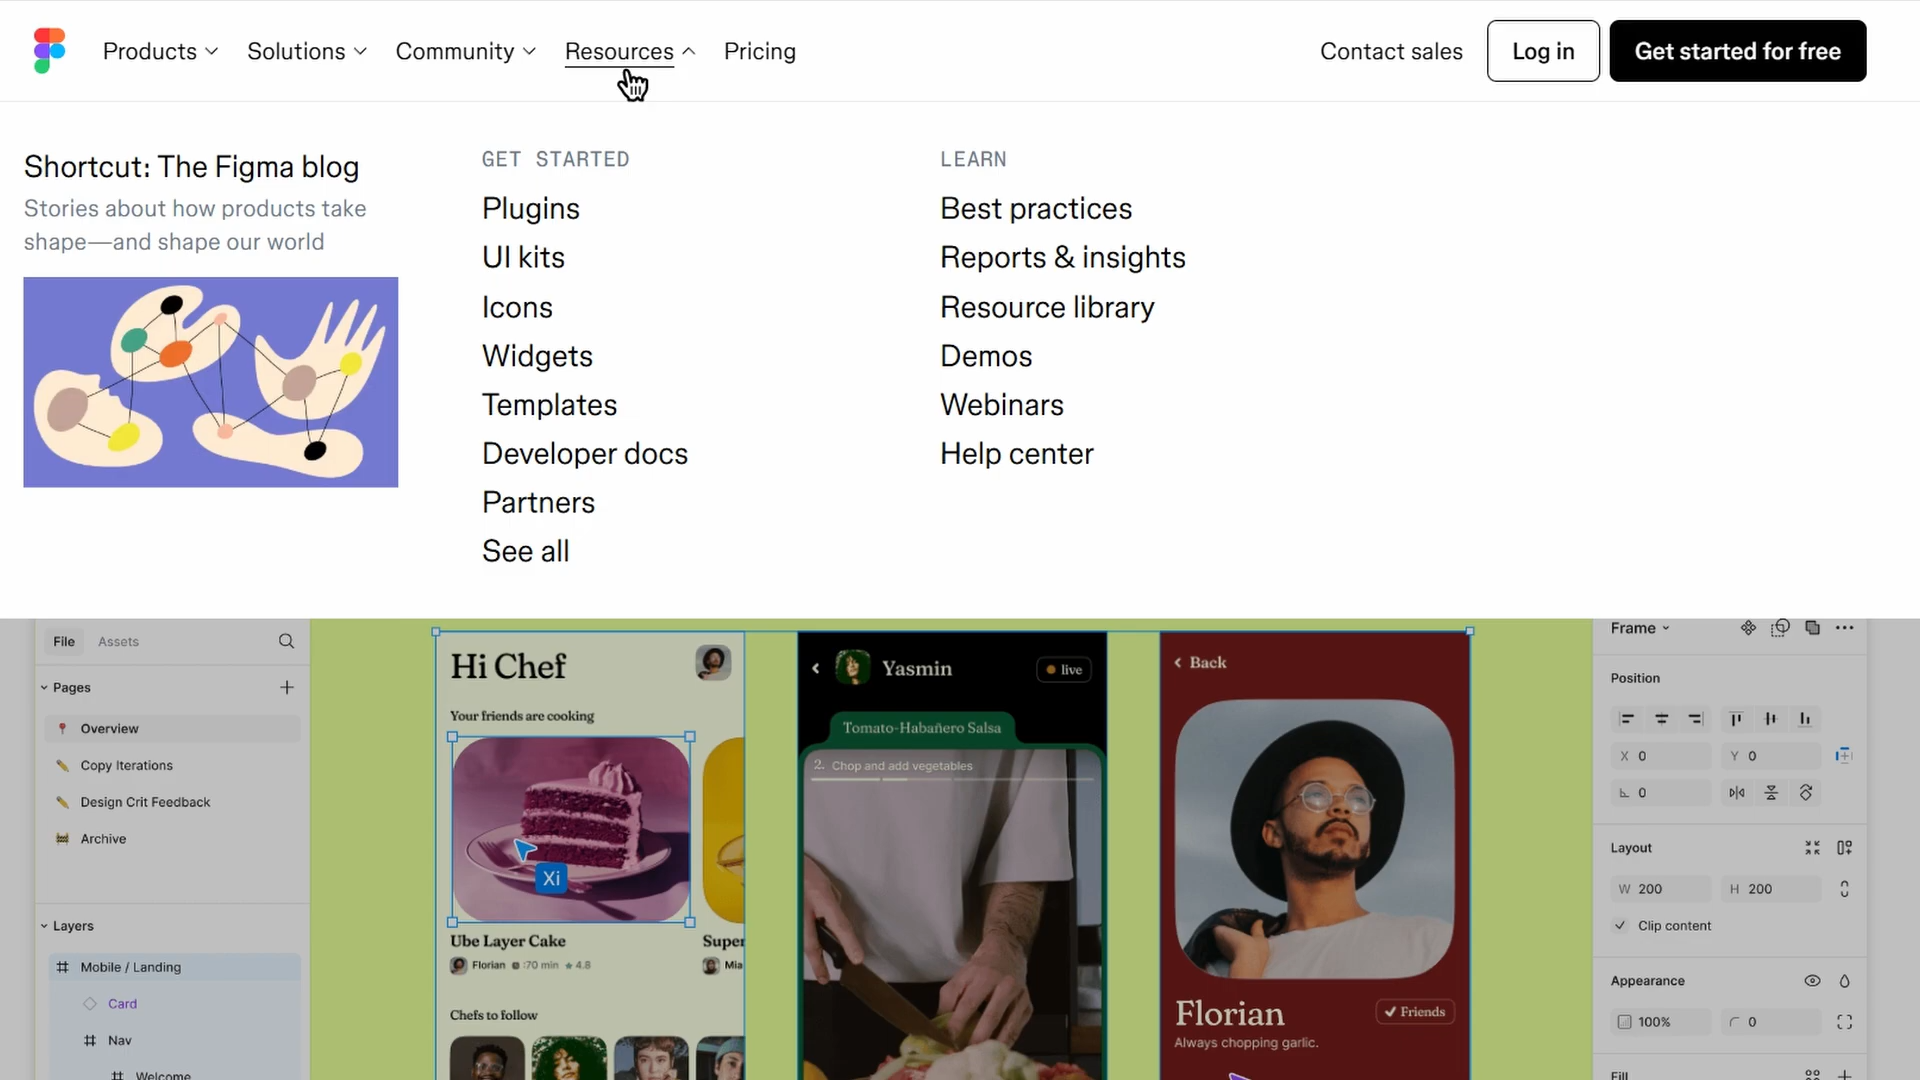 Products
Solutions
Community
Resources
Pricing
Contact sales
Log in
Get started for free
Shortcut: The Figma blog
Stories about how products take
shape—and shape our world
GET STARTED
Plugins
UI kits
Icons
Widgets
Templates
Developer docs
Partners
See all
LEARN
Best practices
Reports & insights
Resource library
Demos
Webinars
Help center
File
Assets
Pages
Overview
Copy Iterations
Design Crit Feedback
Archive
Layers
Mobile / Landing
Card
Nav
Welcome
Hi Chef
Your friends are cooking
Xi
Ube Layer Cake
Florian
70 min
4.8
Super
Mia
Chefs to follow
Yasmin
live
Tomato-Habañero Salsa
2. Chop and add vegetables
Back
Florian
Friends
Always chopping garlic.
Frame
Position
X 0
Y 0
0
Layout
W 200
H 200
Clip content
Appearance
100%
0
Fill